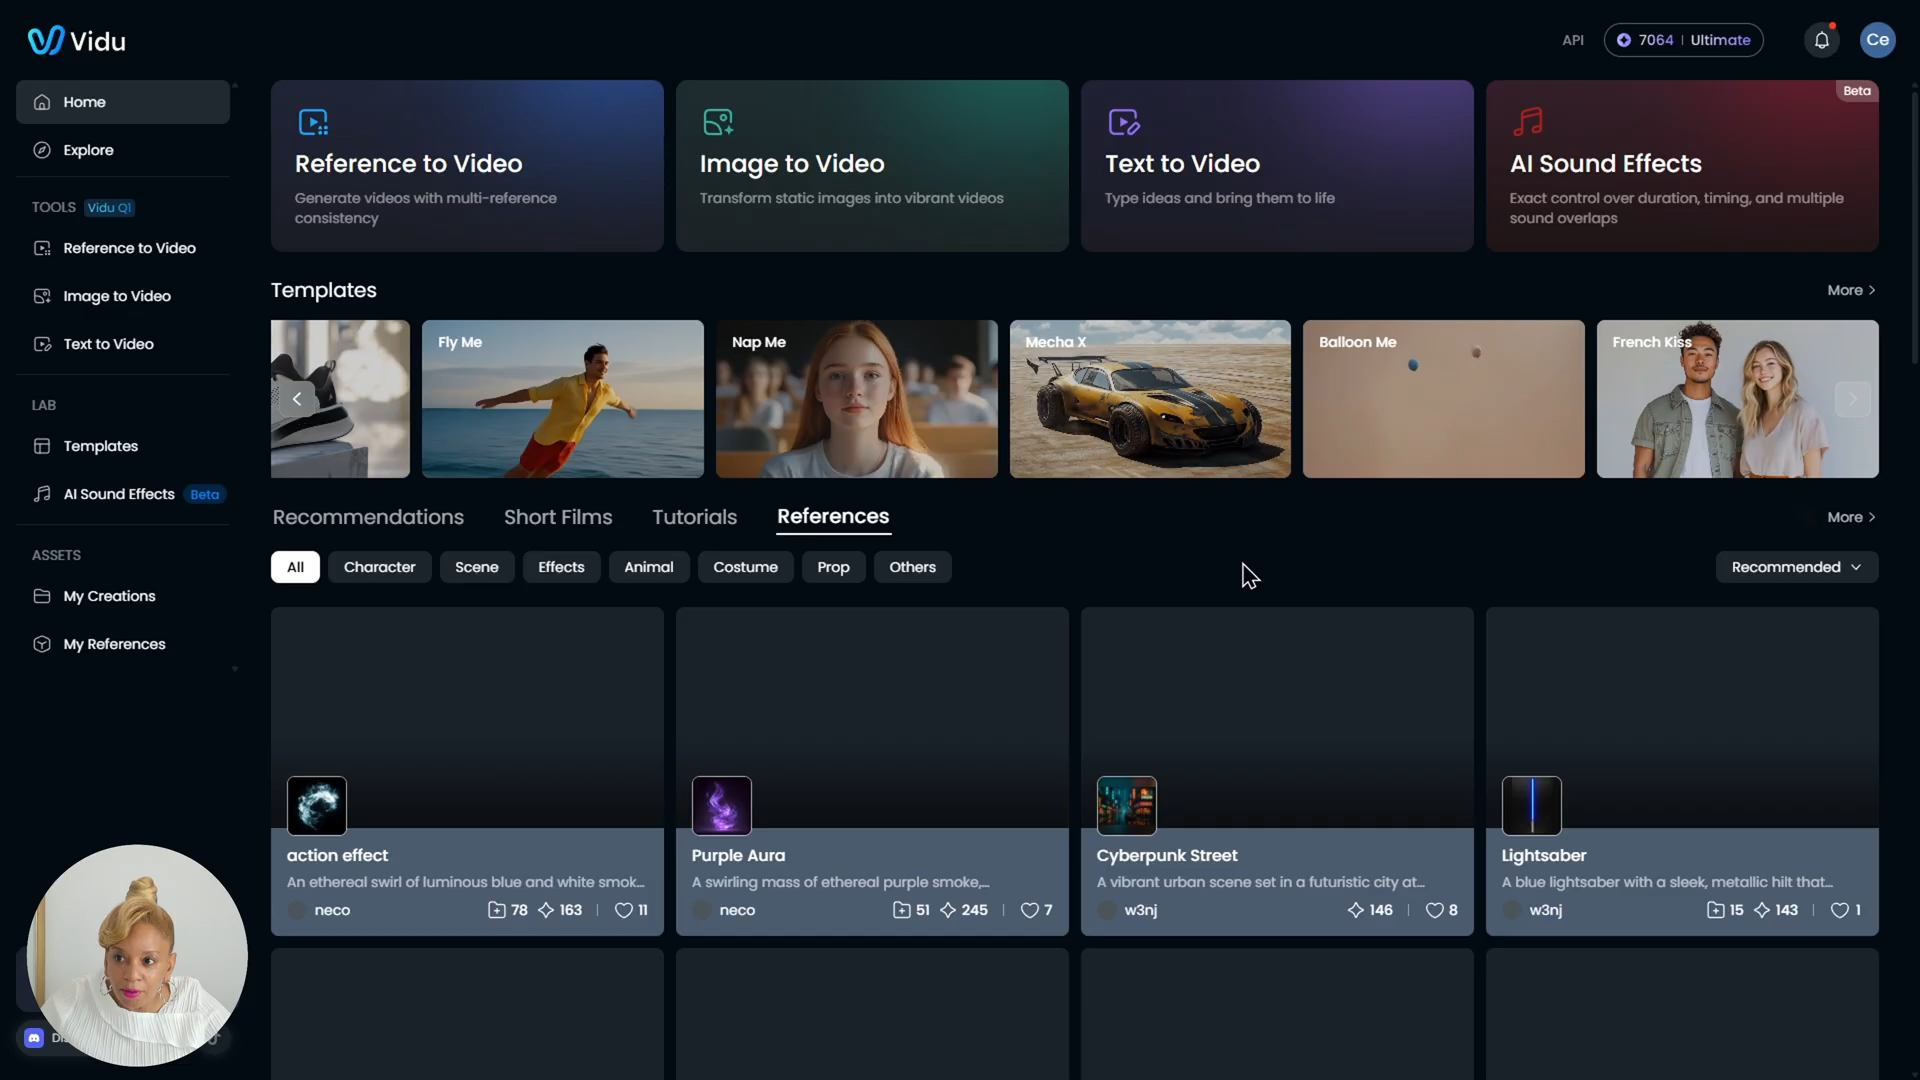 Vidu
API
7064 | Ultimate
Ce
Home
Explore
TOOLS Vidu Q1
Reference to Video
Image to Video
Text to Video
LAB
Templates
AI Sound Effects Beta
ASSETS
My Creations
My References
Reference to Video
Generate videos with multi-reference
consistency
Image to Video
Transform static images into vibrant videos
Text to Video
Type ideas and bring them to life
Beta
AI Sound Effects
Exact control over duration, timing, and multiple
sound overlaps
Templates
More >
Fly Me
Nap Me
Mecha X
Balloon Me
French Kiss
Recommendations Short Films Tutorials References
More >
All Character Scene Effects Animal Costume Prop Others
Recommended
action effect
An ethereal swirl of luminous blue and white smok...
neco 78 163 | 11
Purple Aura
A swirling mass of ethereal purple smoke,...
neco 51 245 | 7
Cyberpunk Street
A vibrant urban scene set in a futuristic city at...
w3nj 146 | 8
Lightsaber
A blue lightsaber with a sleek, metallic hilt that...
w3nj 15 143 | 1